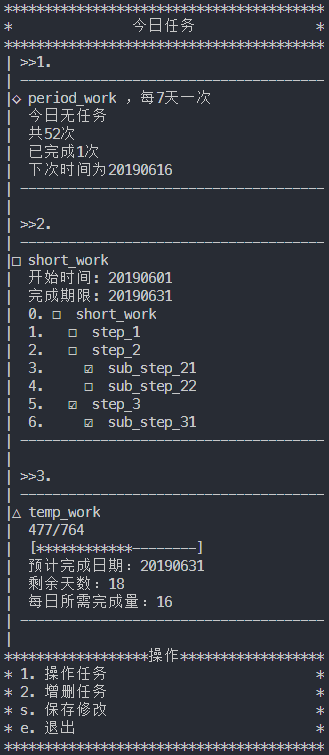 ****************************************
*               今日任务               *
****************************************
| >>1.
| --------------------------------------
|◇ period_work ，每7天一次
|  今日无任务
|  共52次
|  已完成1次
|  下次时间为20190616
| --------------------------------------
|
| >>2.
| --------------------------------------
|□ short_work
|  开始时间: 20190601
|  完成期限: 20190631
|  0. □  short_work
|  1.   □  step_1
|  2.   □  step_2
|  3.     ☑  sub_step_21
|  4.     □  sub_step_22
|  5.   ☑  step_3
|  6.     ☑  sub_step_31
| --------------------------------------
|
| >>3.
| --------------------------------------
|△ temp_work
|  477/764
|  [************--------]
|  预计完成日期：20190631
|  剩余天数：18
|  每日所需完成量：16
| --------------------------------------
|
******************操作******************
* 1. 操作任务                          *
* 2. 增删任务                          *
* s. 保存修改                          *
* e. 退出                              *
****************************************